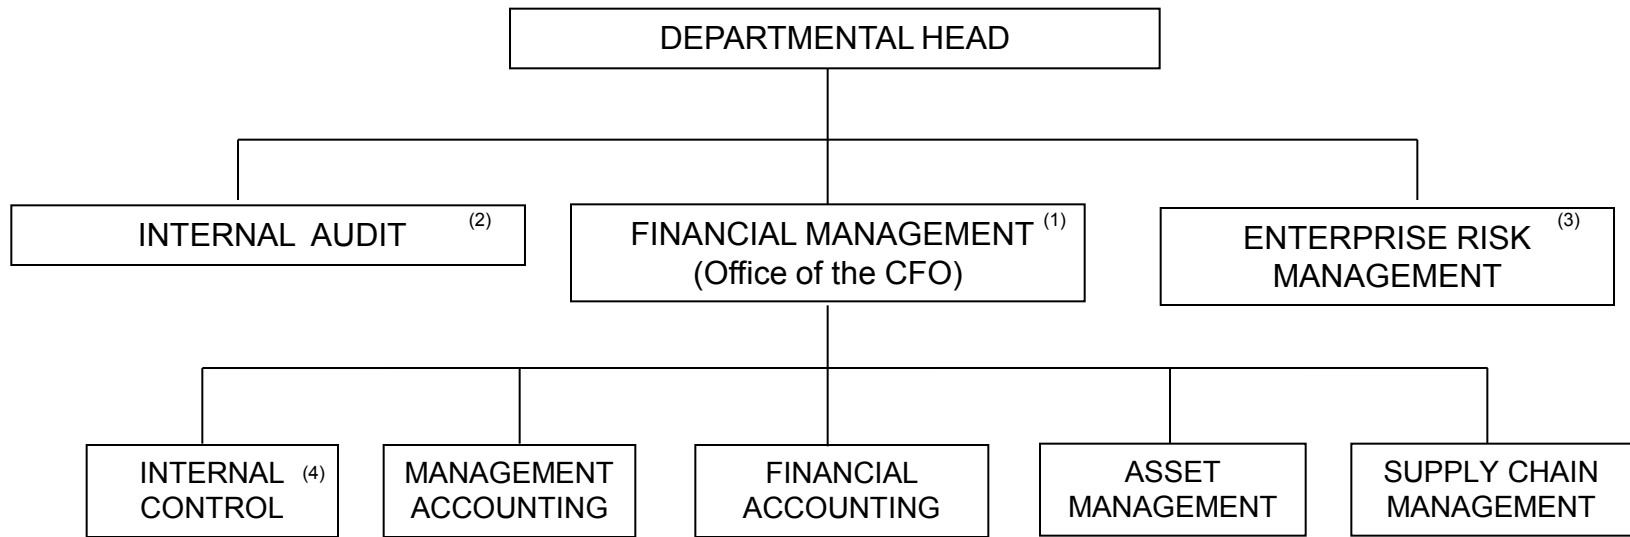 DEPARTMENTAL HEAD
INTERNAL AUDIT (2)
FINANCIAL MANAGEMENT (1)
(Office of the CFO)
ENTERPRISE RISK (3)
MANAGEMENT
INTERNAL (4)
CONTROL
MANAGEMENT
ACCOUNTING
FINANCIAL
ACCOUNTING
ASSET
MANAGEMENT
SUPPLY CHAIN
MANAGEMENT